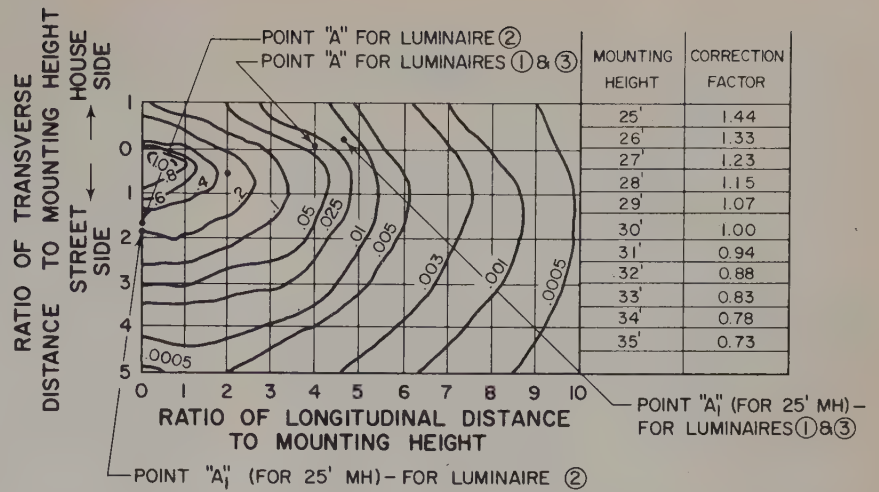 POINT "A" FOR LUMINAIRE ②
POINT "A" FOR LUMINAIRES ① & ③
RATIO OF TRANSVERSE
DISTANCE TO MOUNTING HEIGHT
STREET SIDE
HOUSE SIDE
1
0
1
2
3
4
5
1.0
.8
.6
.4
.2
.1
.05
.025
.01
.005
.003
.001
.0005
.0005
0 1 2 3 4 5 6 7 8 9 10
RATIO OF LONGITUDINAL DISTANCE
TO MOUNTING HEIGHT
MOUNTING HEIGHT CORRECTION FACTOR
25' 1.44
26' 1.33
27' 1.23
28' 1.15
29' 1.07
30' 1.00
31' 0.94
32' 0.88
33' 0.83
34' 0.78
35' 0.73
POINT "A₁" (FOR 25' MH) –
FOR LUMINAIRES ① & ③
POINT "A₁" (FOR 25' MH) – FOR LUMINAIRE ②